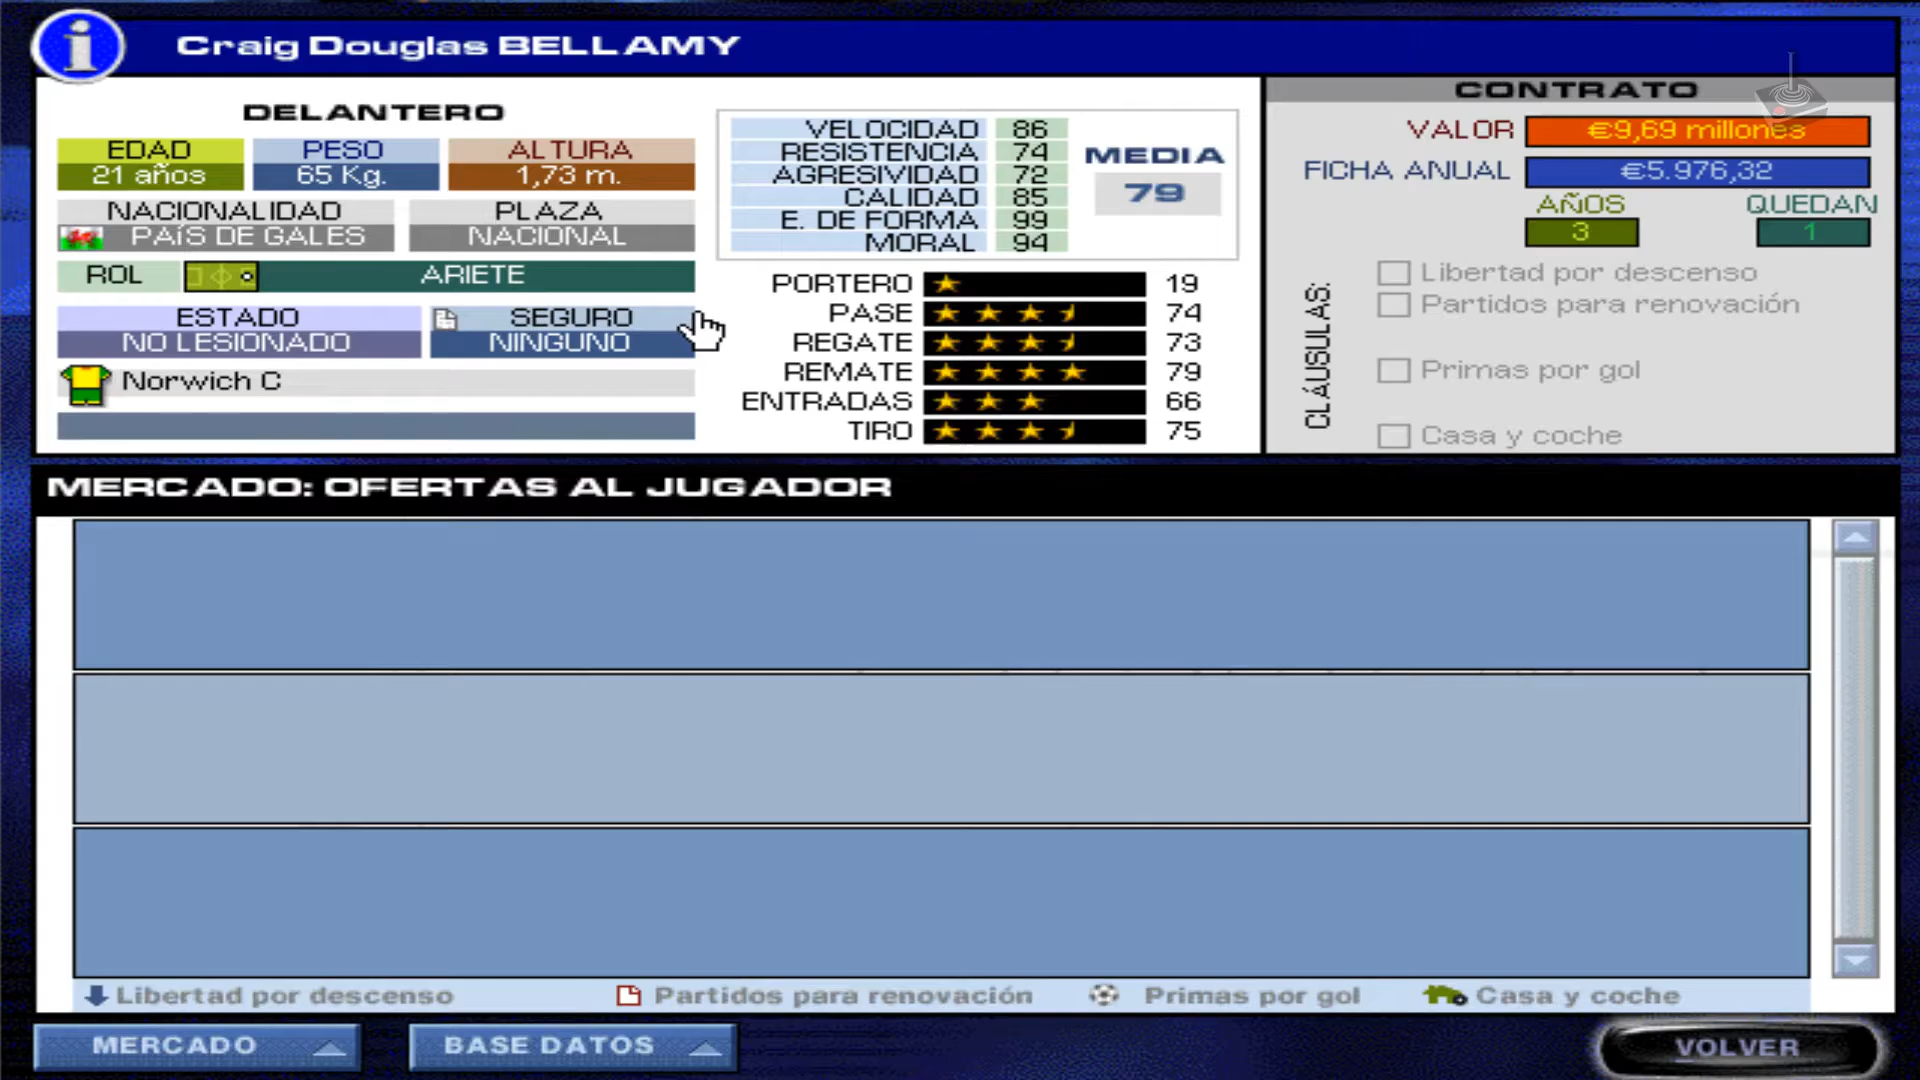 Craig Douglas BELLAMY
DELANTERO
EDAD
21 años
PESO
65 Kg.
ALTURA
1,73 m.
NACIONALIDAD
PAÍS DE GALES
PLAZA
NACIONAL
ROL
ARIETE
ESTADO
NO LESIONADO
SEGURO
NINGUNO
Norwich C
VELOCIDAD 86
RESISTENCIA 74
AGRESIVIDAD 72
CALIDAD 85
E. DE FORMA 99
MORAL 94
MEDIA
79
PORTERO 19
PASE 74
REGATE 73
REMATE 79
ENTRADAS 66
TIRO 75
CONTRATO
VALOR €9,69 millones
FICHA ANUAL €5.976,32
AÑOS
3
QUEDAN
1
CLÁUSULAS:
Libertad por descenso
Partidos para renovación
Primas por gol
Casa y coche
MERCADO: OFERTAS AL JUGADOR
Libertad por descenso
Partidos para renovación
Primas por gol
Casa y coche
MERCADO
BASE DATOS
VOLVER